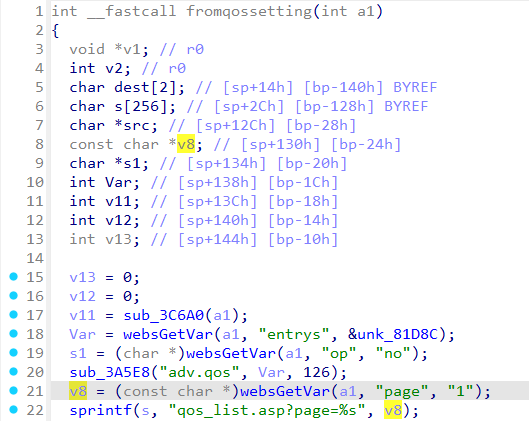 1 int __fastcall fromqossetting(int a1)
2 {
3 void *v1; // r0
4 int v2; // r0
5 char dest[2]; // [sp+14h] [bp-140h] BYREF
6 char s[256]; // [sp+2Ch] [bp-128h] BYREF
7 char *src; // [sp+12Ch] [bp-28h]
8 const char *v8; // [sp+130h] [bp-24h]
9 char *s1; // [sp+134h] [bp-20h]
10 int Var; // [sp+138h] [bp-1Ch]
11 int v11; // [sp+13Ch] [bp-18h]
12 int v12; // [sp+140h] [bp-14h]
13 int v13; // [sp+144h] [bp-10h]
14
15 v13 = 0;
16 v12 = 0;
17 v11 = sub_3C6A0(a1);
18 Var = websGetVar(a1, "entrys", &unk_81D8C);
19 s1 = (char *)websGetVar(a1, "op", "no");
20 sub_3A5E8("adv.qos", Var, 126);
21 v8 = (const char *)websGetVar(a1, "page", "1");
22 sprintf(s, "qos_list.asp?page=%s", v8);